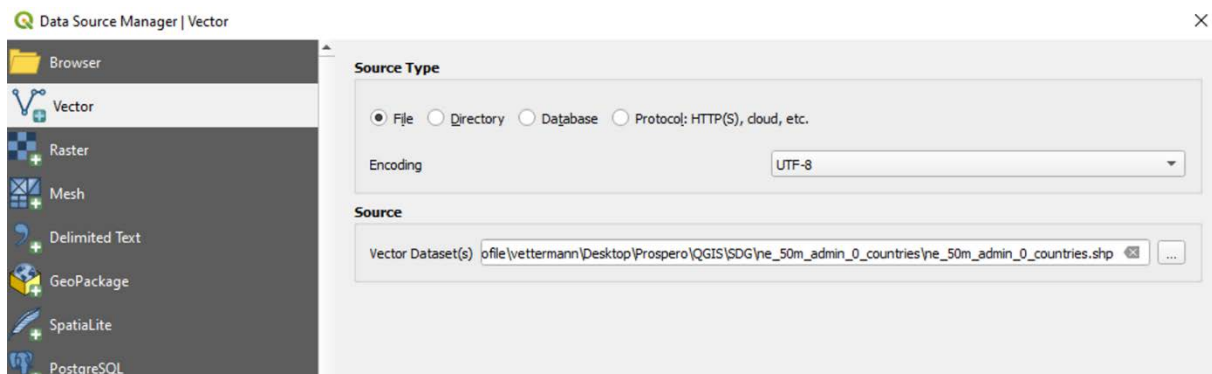 Data Source Manager | Vector
Browser
Vector
Raster
Mesh
Delimited Text
GeoPackage
SpatiaLite
PostgreSQL
Source Type
File Directory Database Protocol: HTTP(S), cloud, etc.
Encoding UTF-8
Source
Vector Dataset(s) ofile\vettermann\Desktop\Prospero\QGIS\SDG\ne_50m_admin_0_countries\ne_50m_admin_0_countries.shp ...